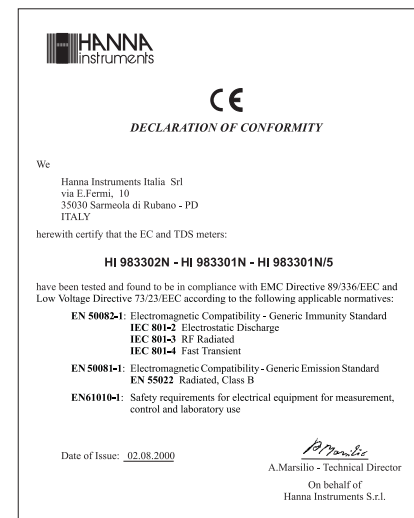 HANNA
instruments
CE
DECLARATION OF CONFORMITY
We
Hanna Instruments Italia Srl
via E.Fermi, 10
35030 Sarmeola di Rubano - PD
ITALY
herewith certify that the EC and TDS meters:
HI 983302N - HI 983301N - HI 983301N/5
have been tested and found to be in compliance with EMC Directive 89/336/EEC and
Low Voltage Directive 73/23/EEC according to the following applicable normatives:
EN 50082-1: Electromagnetic Compatibility - Generic Immunity Standard
IEC 801-2 Electrostatic Discharge
IEC 801-3 RF Radiated
IEC 801-4 Fast Transient
EN 50081-1: Electromagnetic Compatibility - Generic Emission Standard
EN 55022 Radiated, Class B
EN61010-1: Safety requirements for electrical equipment for measurement,
control and laboratory use
Date of Issue: 02.08.2000
A.Marsilio
A.Marsilio - Technical Director
On behalf of
Hanna Instruments S.r.l.